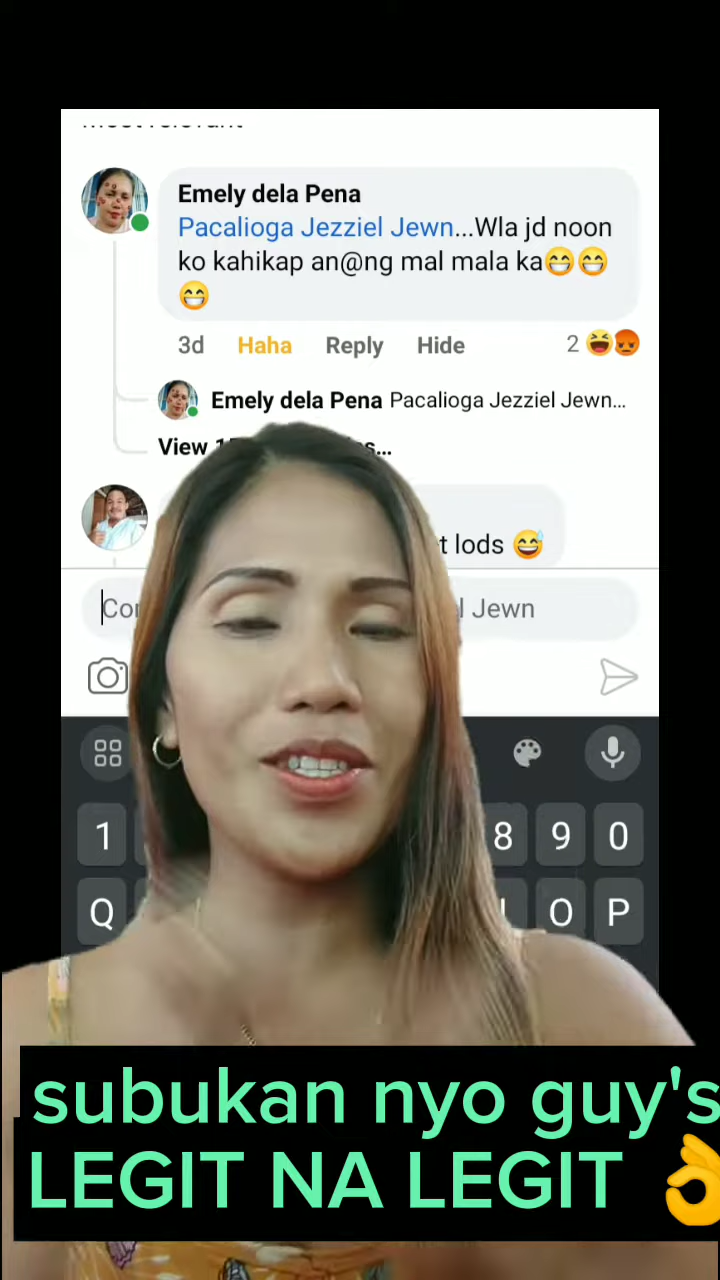 Emely dela Pena
Pacalioga Jezziel Jewn...Wla jd noon
ko kahikap an@ng mal mala ka😁😁
😁
3d Haha Reply Hide 2 😆😡
Emely dela Pena Pacalioga Jezziel Jewn...
View
t lods 😅
Jewn
1 8 9 0
Q O P
subukan nyo guy's
LEGIT NA LEGIT 👌